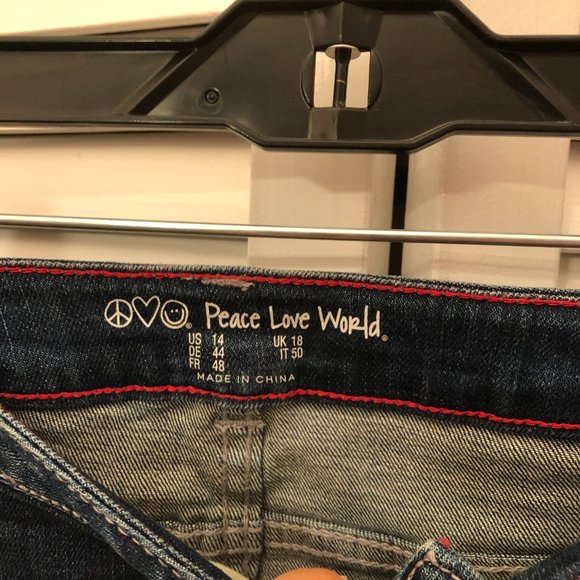 Peace Love World®
US 14 UK 18
DE 44 IT 50
FR 48
MADE IN CHINA